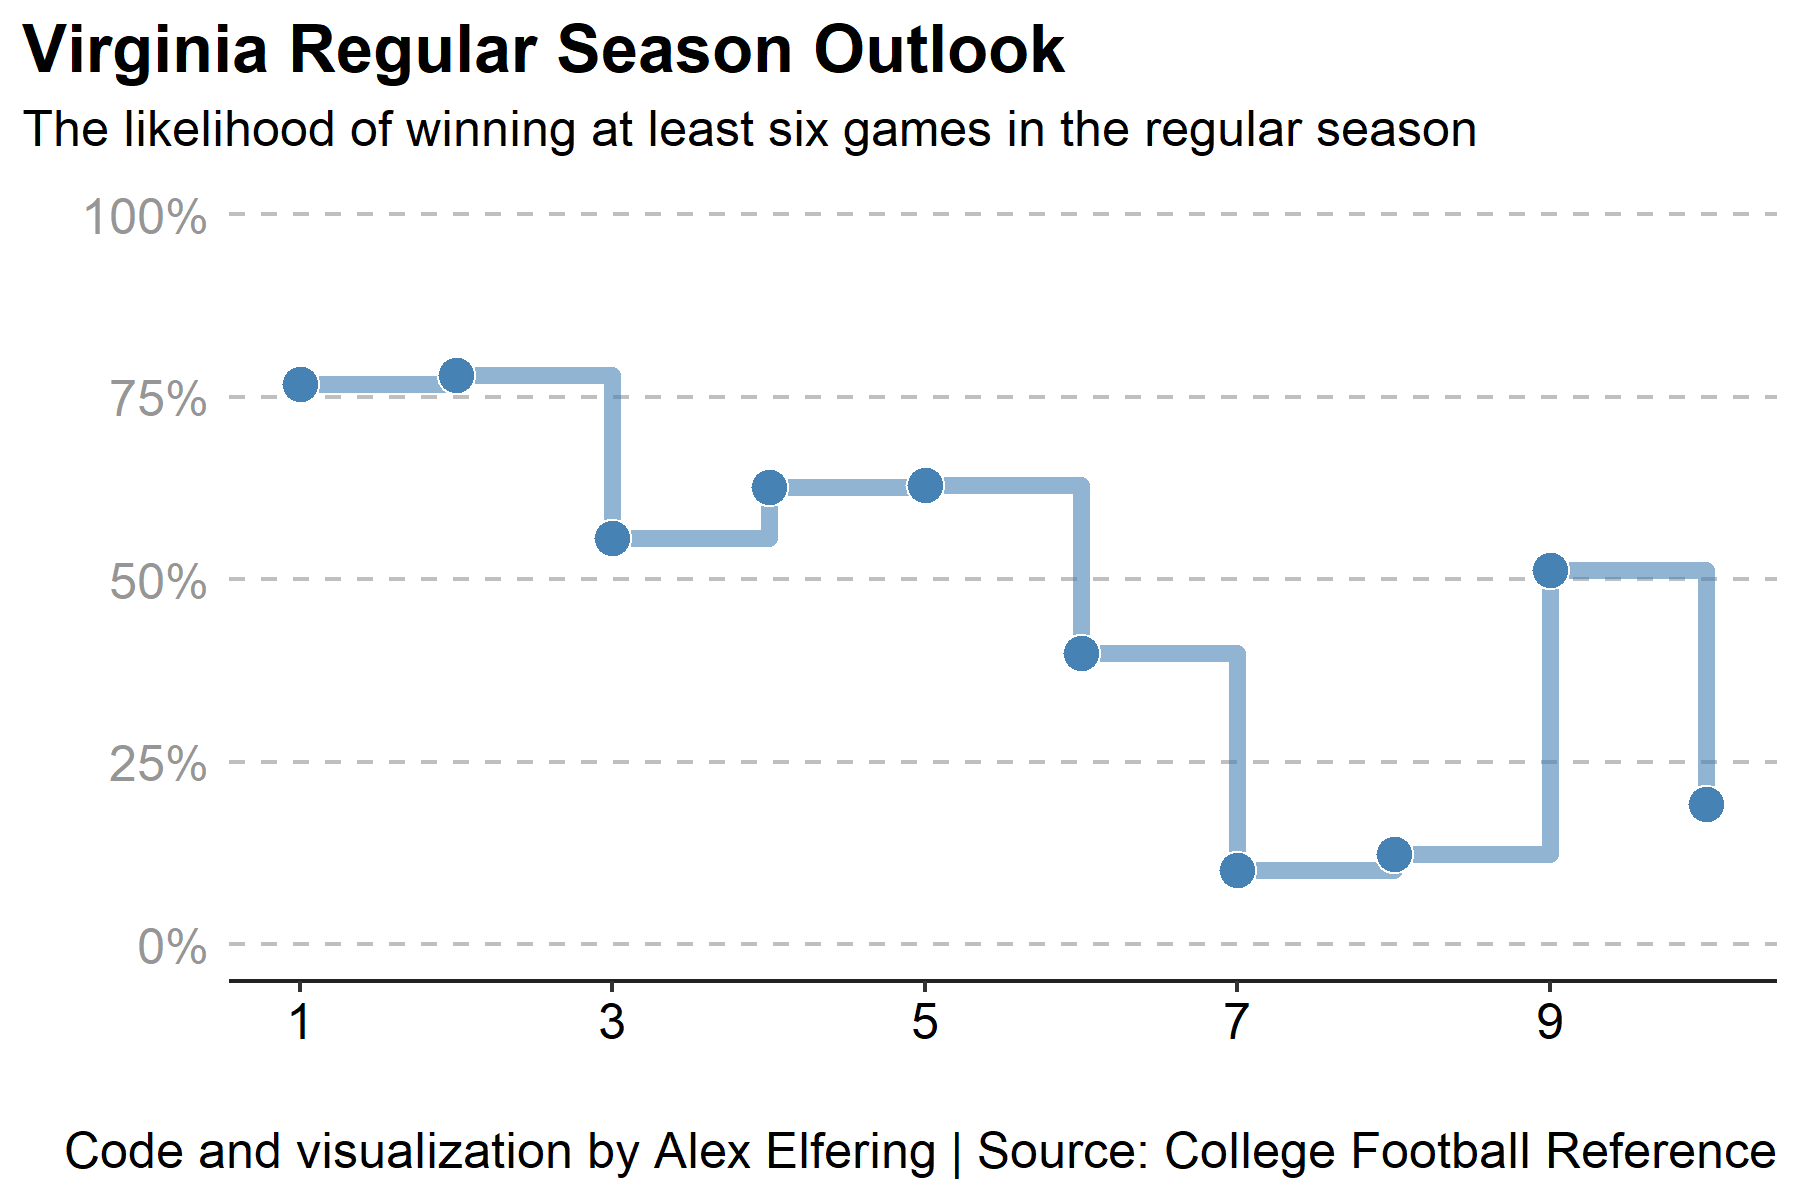 Virginia Regular Season Outlook
The likelihood of winning at least six games in the regular season
100%
75%
50%
25%
0%
1 3 5 7 9
Code and visualization by Alex Elfering | Source: College Football Reference